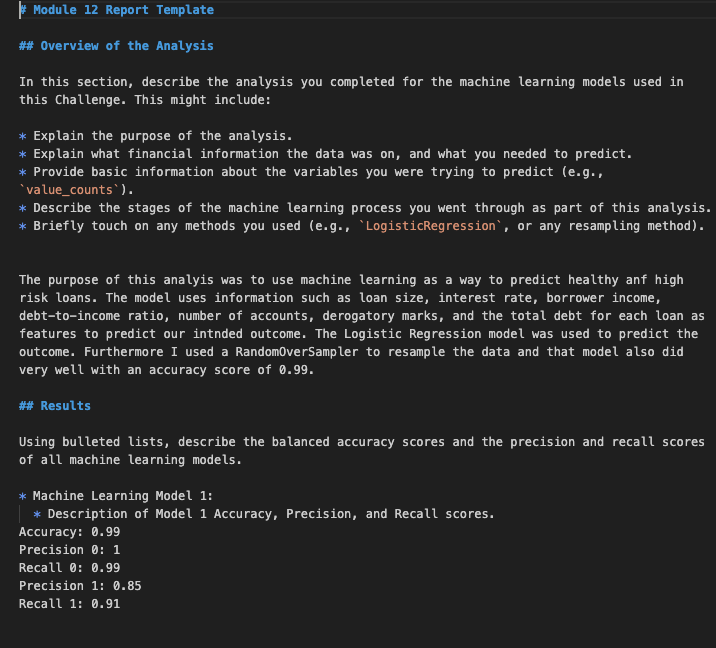 # Module 12 Report Template
## Overview of the Analysis
In this section, describe the analysis you completed for the machine learning models used in
this Challenge. This might include:
* Explain the purpose of the analysis.
* Explain what financial information the data was on, and what you needed to predict.
* Provide basic information about the variables you were trying to predict (e.g.,
`value_counts`).
* Describe the stages of the machine learning process you went through as part of this analysis.
* Briefly touch on any methods you used (e.g., `LogisticRegression`, or any resampling method).
The purpose of this analyis was to use machine learning as a way to predict healthy anf high
risk loans. The model uses information such as loan size, interest rate, borrower income,
debt-to-income ratio, number of accounts, derogatory marks, and the total debt for each loan as
features to predict our intnded outcome. The Logistic Regression model was used to predict the
outcome. Furthermore I used a RandomOverSampler to resample the data and that model also did
very well with an accuracy score of 0.99.
## Results
Using bulleted lists, describe the balanced accuracy scores and the precision and recall scores
of all machine learning models.
* Machine Learning Model 1:
* Description of Model 1 Accuracy, Precision, and Recall scores.
Accuracy: 0.99
Precision 0: 1
Recall 0: 0.99
Precision 1: 0.85
Recall 1: 0.91